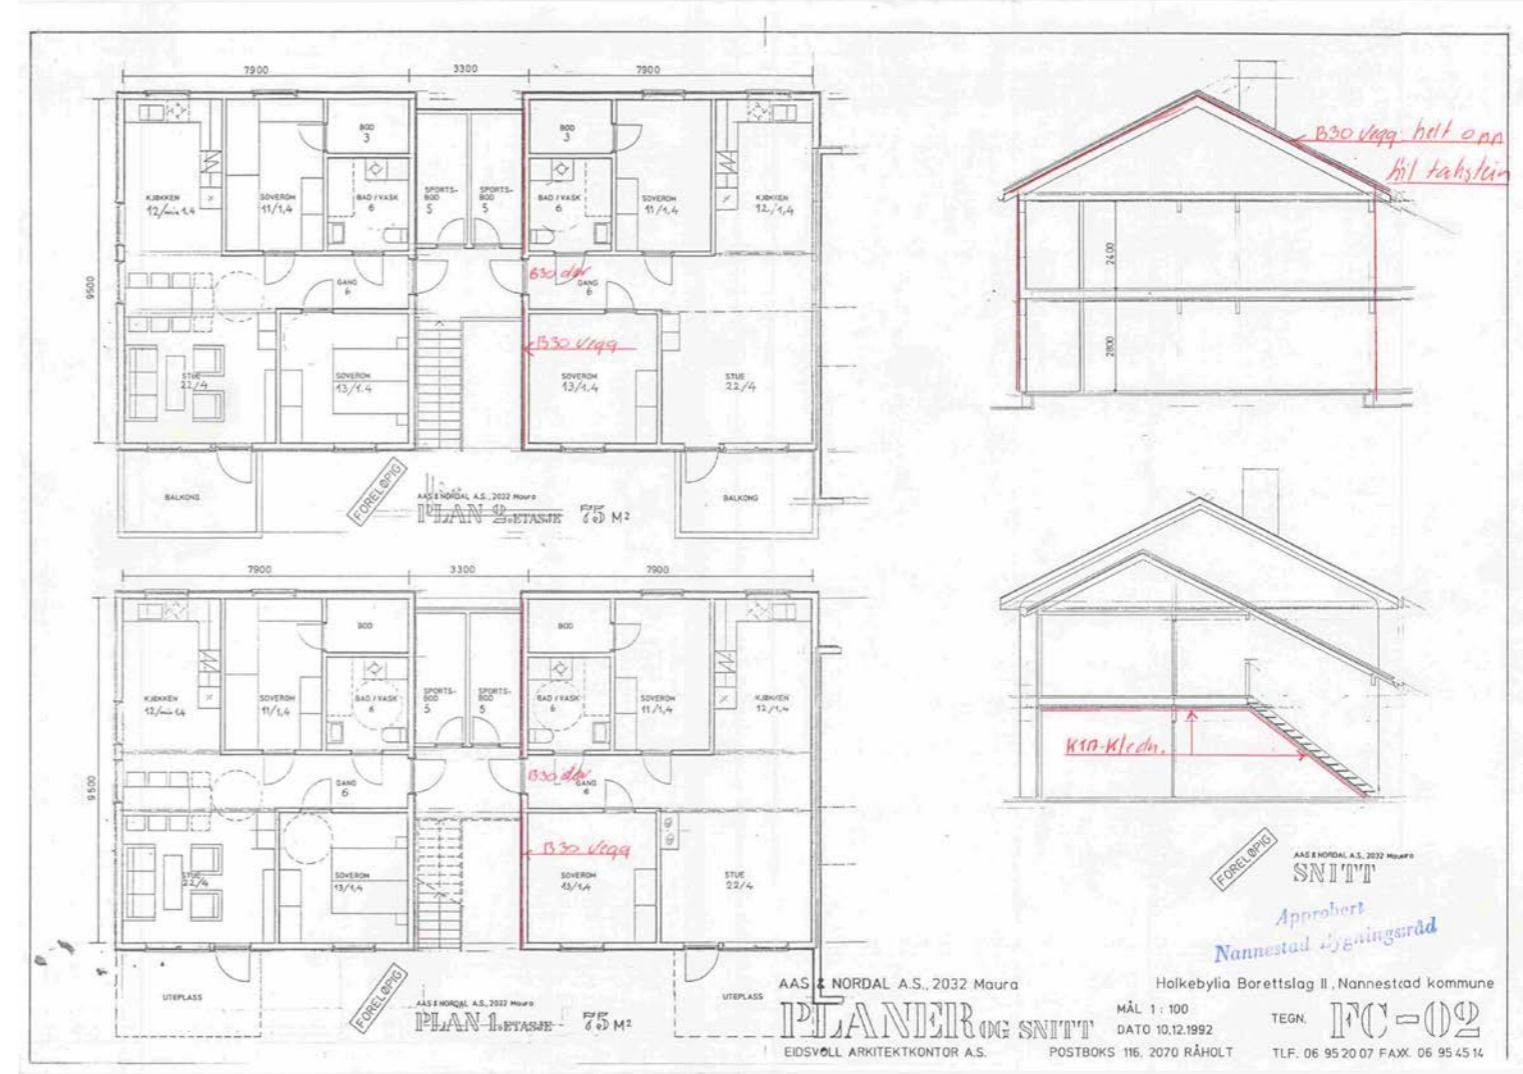 7900
3300
7900
9500
BOD
3
BOD
3
KJØKKEN
12/min 1,4
SOVEROM
11/1,4
BAD / VASK
6
SPORTS-
BOD
5
SPORTS-
BOD
5
BAD / VASK
6
SOVEROM
11/1,4
KJØKKEN
12/1,4
GANG
6
B30 dør
GANG
6
B30 vegg
STUE
22/4
SOVEROM
13/1,4
SOVEROM
13/1,4
STUE
22/4
BALKONG
BALKONG
FORELØPIG
AAS & NORDAL A.S., 2032 Maura
PLAN 2. ETASJE 75 M²
7900
3300
7900
9500
BOD
BOD
KJØKKEN
12/min 1,4
SOVEROM
11/1,4
BAD / VASK
6
SPORTS-
BOD
5
SPORTS-
BOD
5
BAD / VASK
6
SOVEROM
11/1,4
KJØKKEN
12/1,4
GANG
6
B30 dør
GANG
6
B30 vegg
STUE
22/4
SOVEROM
13/1,4
SOVEROM
13/1,4
STUE
22/4
UTEPLASS
UTEPLASS
FORELØPIG
AAS & NORDAL A.S., 2032 Maura
PLAN 1. ETASJE 75 M²
B30 vegg helt opp
til takstein
2400
2800
K10-Kledn.
FORELØPIG
AAS & NORDAL A.S., 2032 Maura
SNITT
Approbert
Nannestad Bygningsråd
AAS & NORDAL A.S., 2032 Maura
Holkebylia Borettslag II, Nannestad kommune
PLANER OG SNITT
MÅL 1 : 100
DATO 10.12.1992
TEGN.
FC-02
EIDSVOLL ARKITEKTKONTOR A.S.
POSTBOKS 116, 2070 RÅHOLT
TLF. 06 95 20 07 FAXX. 06 95 45 14